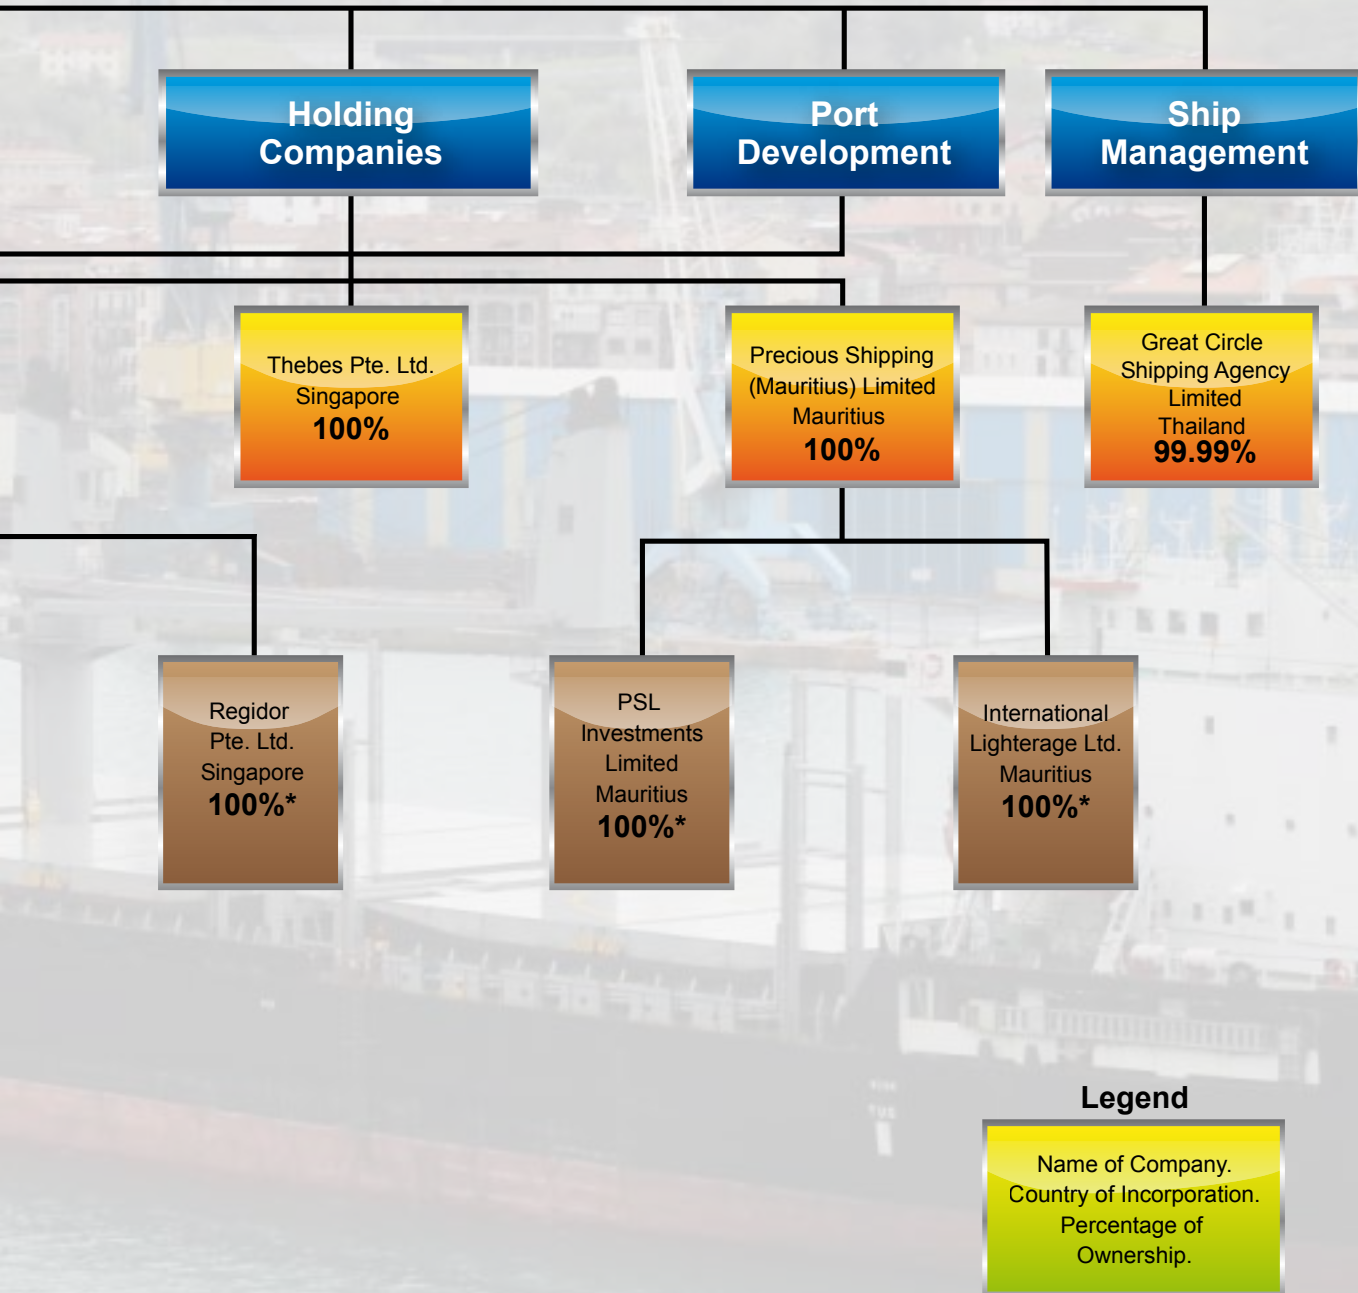 Holding
Companies
Port
Development
Ship
Management
Thebes Pte. Ltd.
Singapore
100%
Precious Shipping
(Mauritius) Limited
Mauritius
100%
Great Circle
Shipping Agency
Limited
Thailand
99.99%
Regidor
Pte. Ltd.
Singapore
100%*
PSL
Investments
Limited
Mauritius
100%*
International
Lighterage Ltd.
Mauritius
100%*
Legend
Name of Company.
Country of Incorporation.
Percentage of
Ownership.